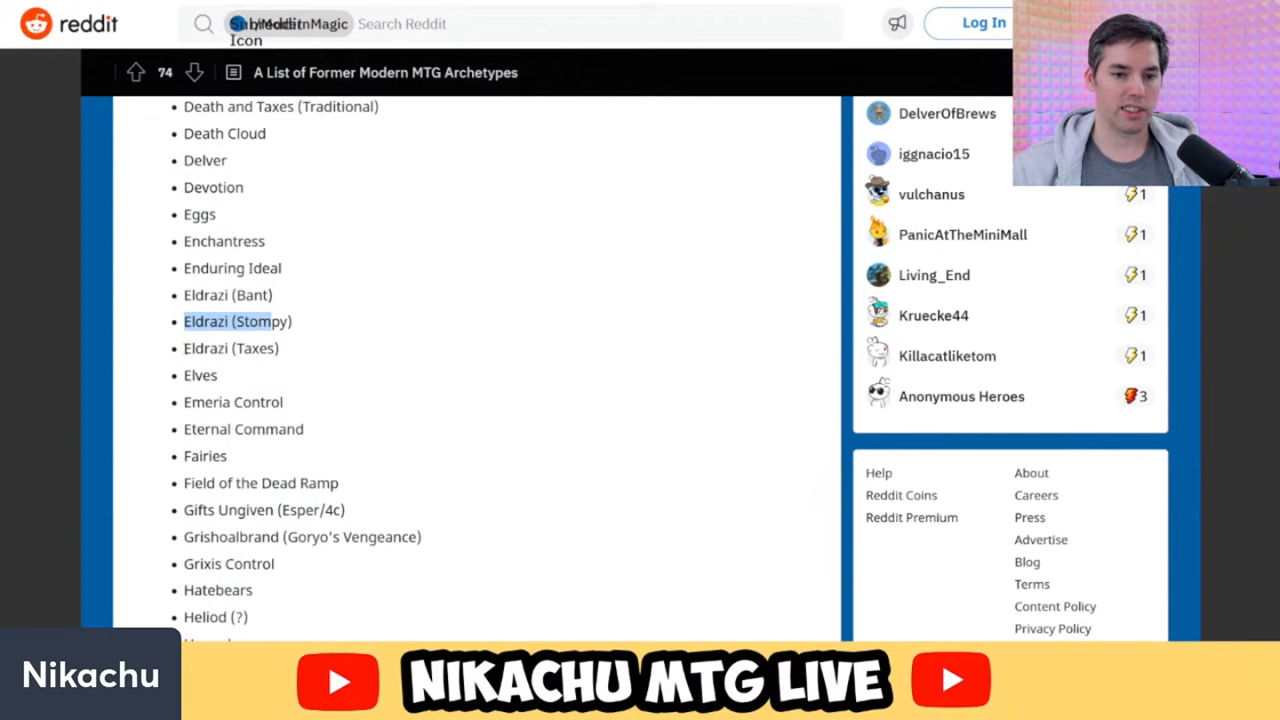 reddit
r/ModernMagic
Search Reddit
Log In
74
A List of Former Modern MTG Archetypes
Death and Taxes (Traditional)
Death Cloud
Delver
Devotion
Eggs
Enchantress
Enduring Ideal
Eldrazi (Bant)
Eldrazi (Stompy)
Eldrazi (Taxes)
Elves
Emeria Control
Eternal Command
Fairies
Field of the Dead Ramp
Gifts Ungiven (Esper/4c)
Grishoalbrand (Goryo's Vengeance)
Grixis Control
Hatebears
Heliod (?)
DelverOfBrews
iggnacio15
vulchanus 1
PanicAtTheMiniMall 1
Living_End 1
Kruecke44 1
Killacatliketom 1
Anonymous Heroes 3
Help
Reddit Coins
Reddit Premium
About
Careers
Press
Advertise
Blog
Terms
Content Policy
Privacy Policy
Nikachu
NIKACHU MTG LIVE